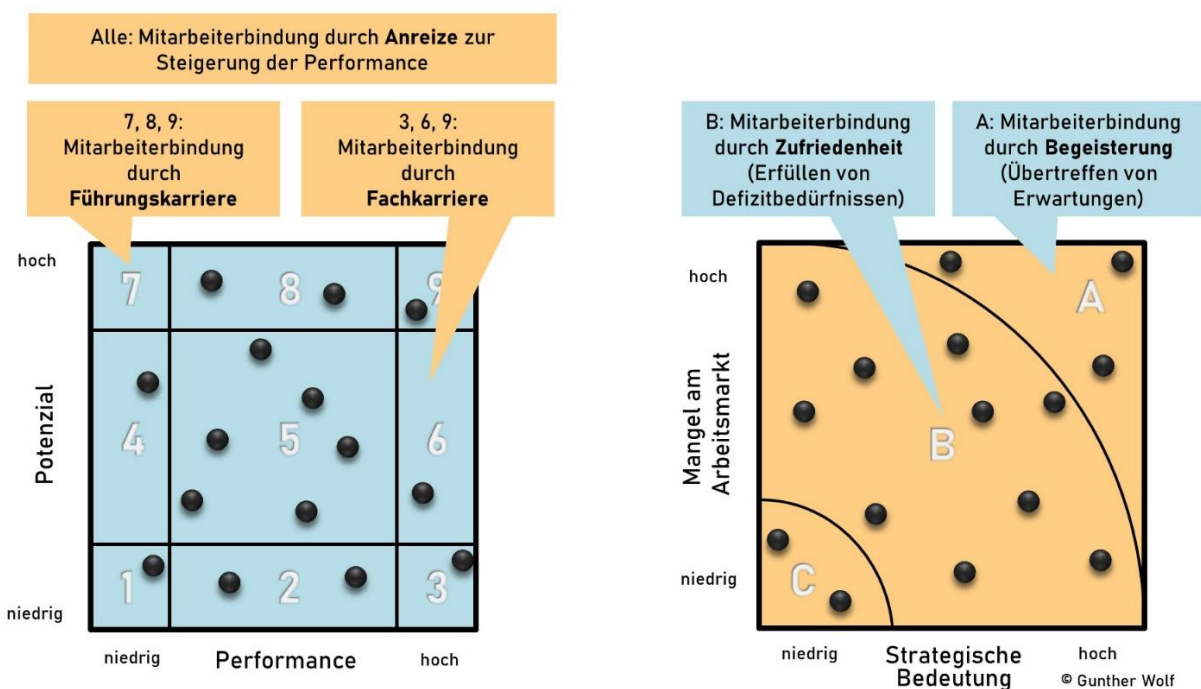 Alle: Mitarbeiterbindung durch Anreize zur
Steigerung der Performance
7, 8, 9:
Mitarbeiterbindung
durch
Führungskarriere
3, 6, 9:
Mitarbeiterbindung
durch
Fachkarriere
hoch
Potenzial
niedrig
7
8
9
4
5
6
1
2
3
niedrig
Performance
hoch
B: Mitarbeiterbindung
durch Zufriedenheit
(Erfüllen von
Defizitbedürfnissen)
A: Mitarbeiterbindung
durch Begeisterung
(Übertreffen von
Erwartungen)
hoch
Mangel am
Arbeitsmarkt
niedrig
A
B
C
niedrig
Strategische
Bedeutung
hoch
© Gunther Wolf